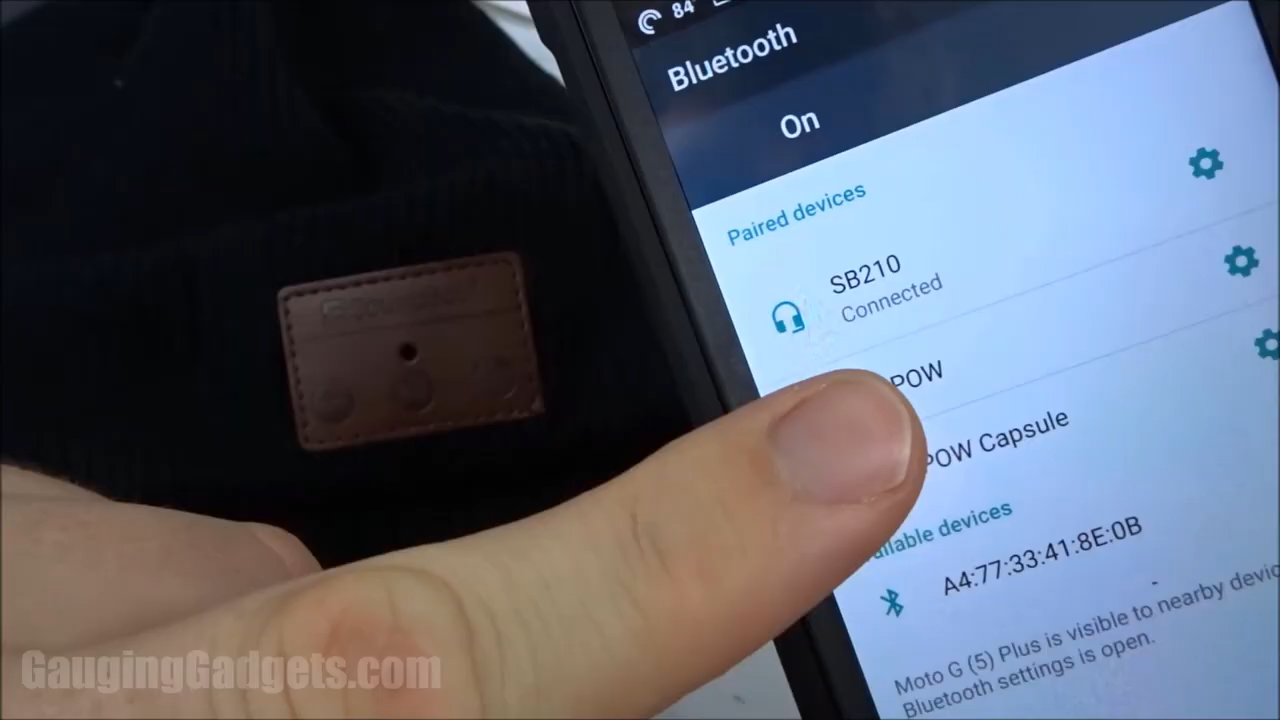 84
Bluetooth
On
Paired devices
SB210
Connected
POW
POW Capsule
ailable devices
A4:77:33:41:8E:0B
Moto G (5) Plus is visible to nearby devic
Bluetooth settings is open.
GaugingGadgets.com